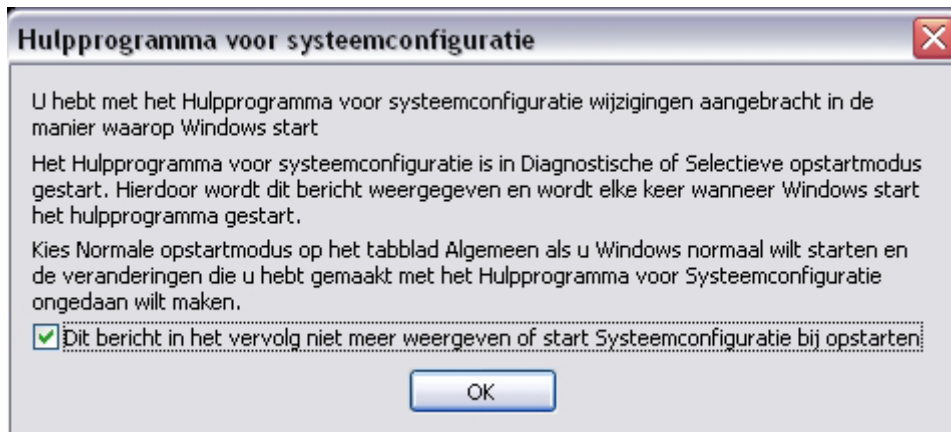 Hulpprogramma voor systeemconfiguratie
U hebt met het Hulpprogramma voor systeemconfiguratie wijzigingen aangebracht in de
manier waarop Windows start
Het Hulpprogramma voor systeemconfiguratie is in Diagnostische of Selectieve opstartmodus
gestart. Hierdoor wordt dit bericht weergegeven en wordt elke keer wanneer Windows start
het hulpprogramma gestart.
Kies Normale opstartmodus op het tabblad Algemeen als u Windows normaal wilt starten en
de veranderingen die u hebt gemaakt met het Hulpprogramma voor Systeemconfiguratie
ongedaan wilt maken.
Dit bericht in het vervolg niet meer weergeven of start Systeemconfiguratie bij opstarten
OK